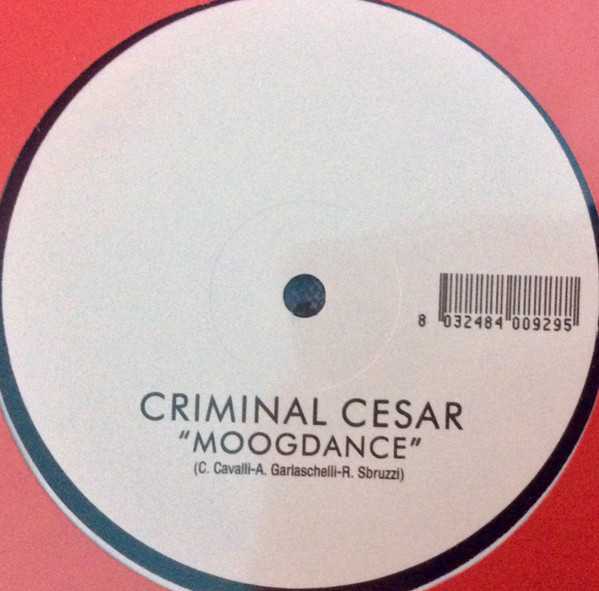 8 032484 009295
CRIMINAL CESAR
"MOOGDANCE"
(C. Cavalli-A. Garlaschelli-R. Sbruzzi)